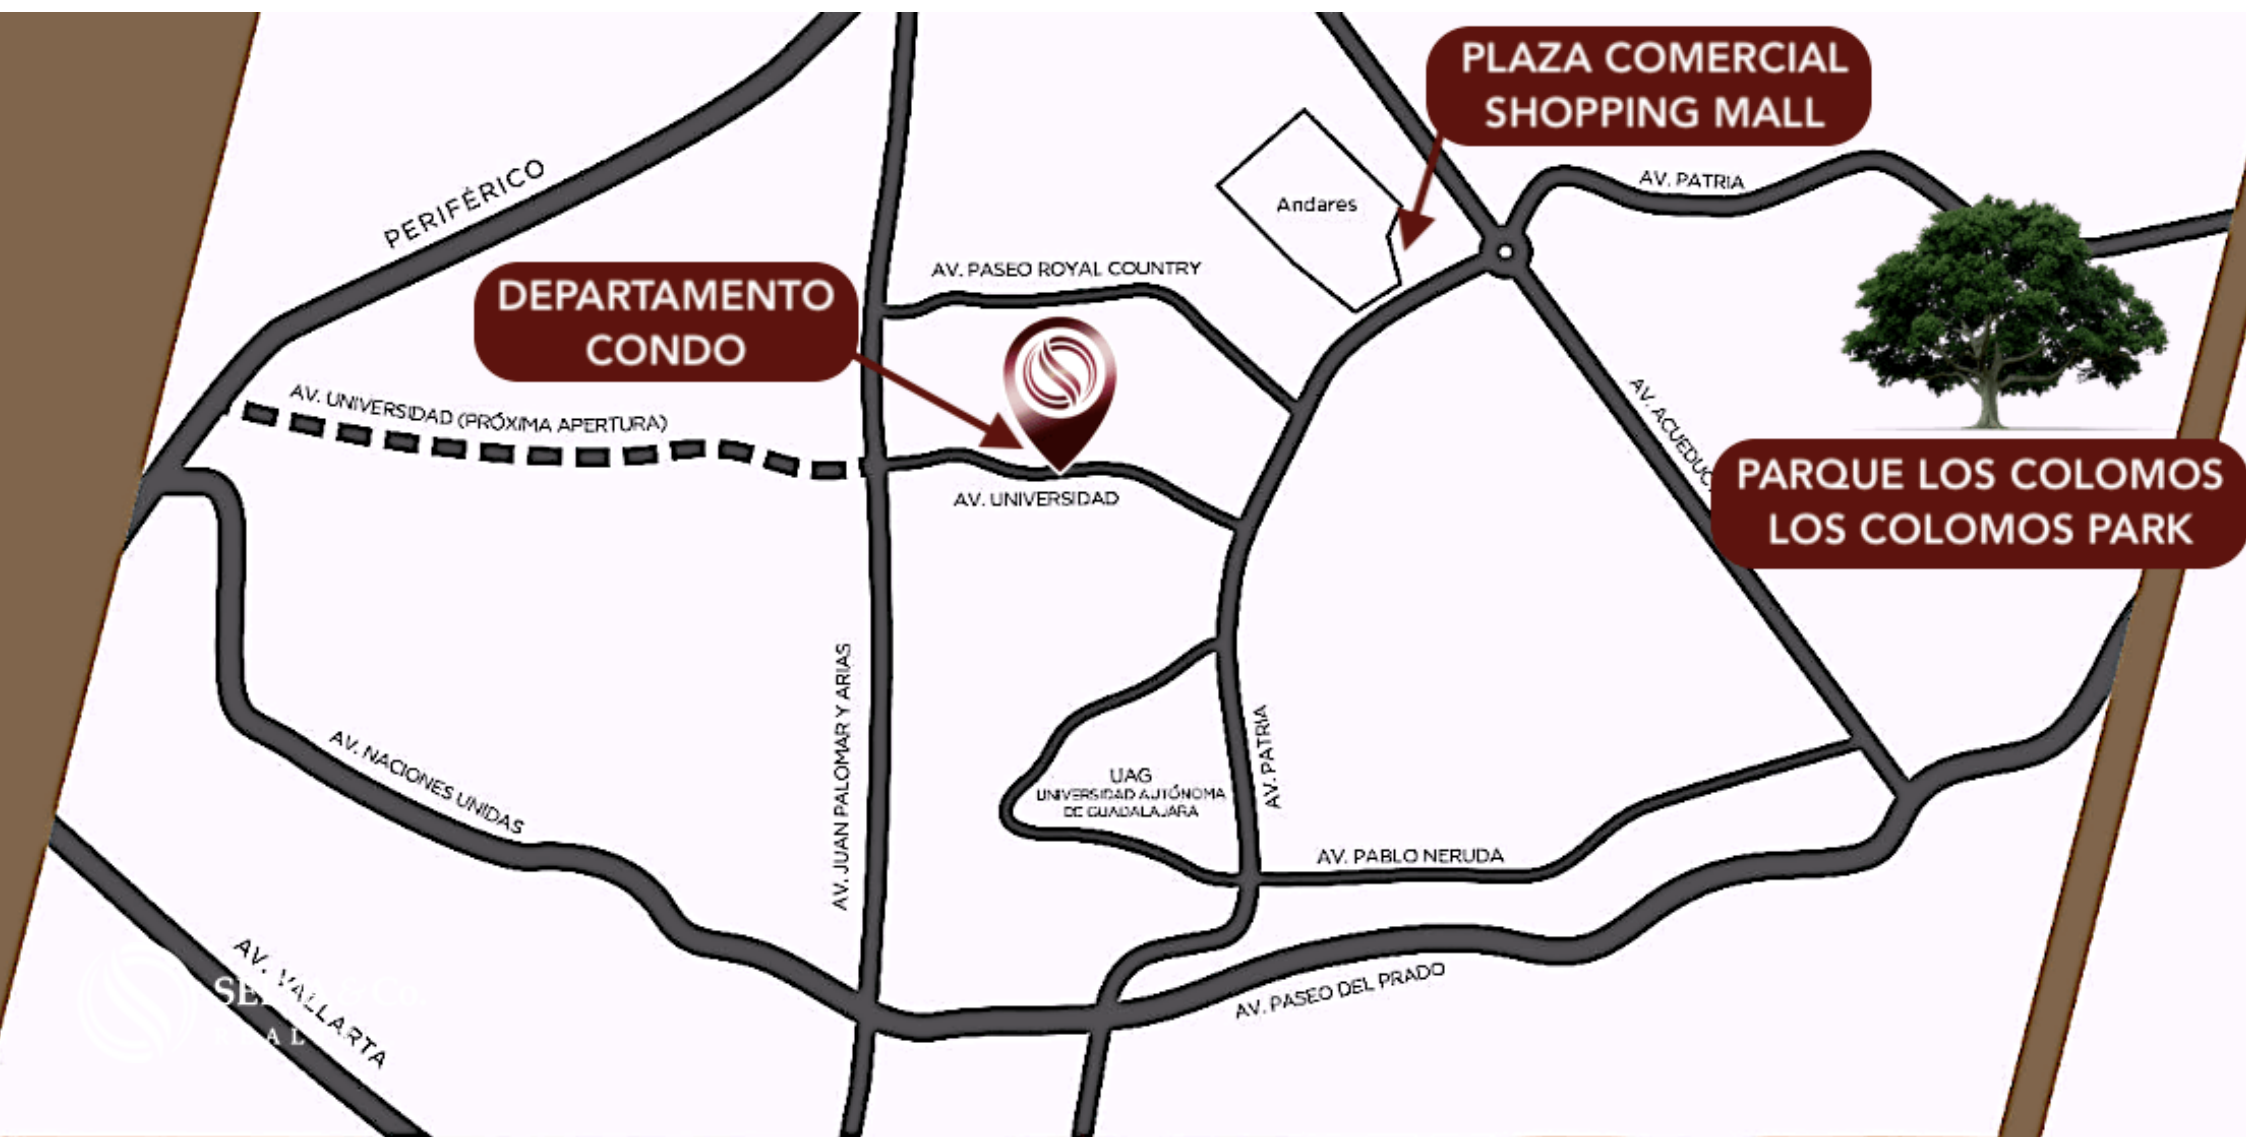 PLAZA COMERCIAL
SHOPPING MALL
PERIFÉRICO
AV. PATRIA
Andares
AV. PASEO ROYAL COUNTRY
DEPARTAMENTO
CONDO
AV. UNIVERSIDAD (PRÓXIMA APERTURA)
AV. UNIVERSIDAD
PARQUE LOS COLOMOS
LOS COLOMOS PARK
AV. JUAN PALOMAR Y ARIAS
AV. NACIONES UNIDAS
AV. PATRIA
UAG
UNIVERSIDAD AUTÓNOMA
DE GUADALAJARA
AV. PABLO NERUDA
AV. PASEO DEL PRADO
AV. VALLARTA